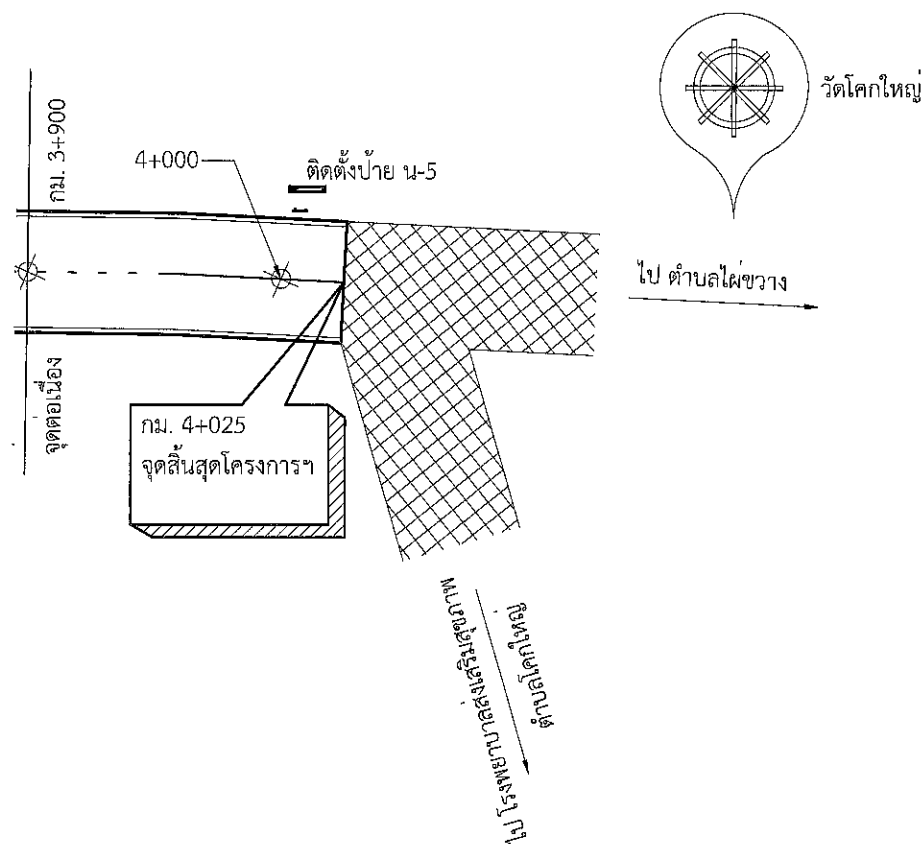 วัดโคกใหญ่
กม. 3+900
4+000
ติดตั้งป้าย น-5
ไป ตำบลไผ่ขวาง
จุดต่อเนื่อง
กม. 4+025
จุดสิ้นสุดโครงการฯ
ไป โรงพยาบาลส่งเสริมสุขภาพ
ตำบลโคกใหญ่